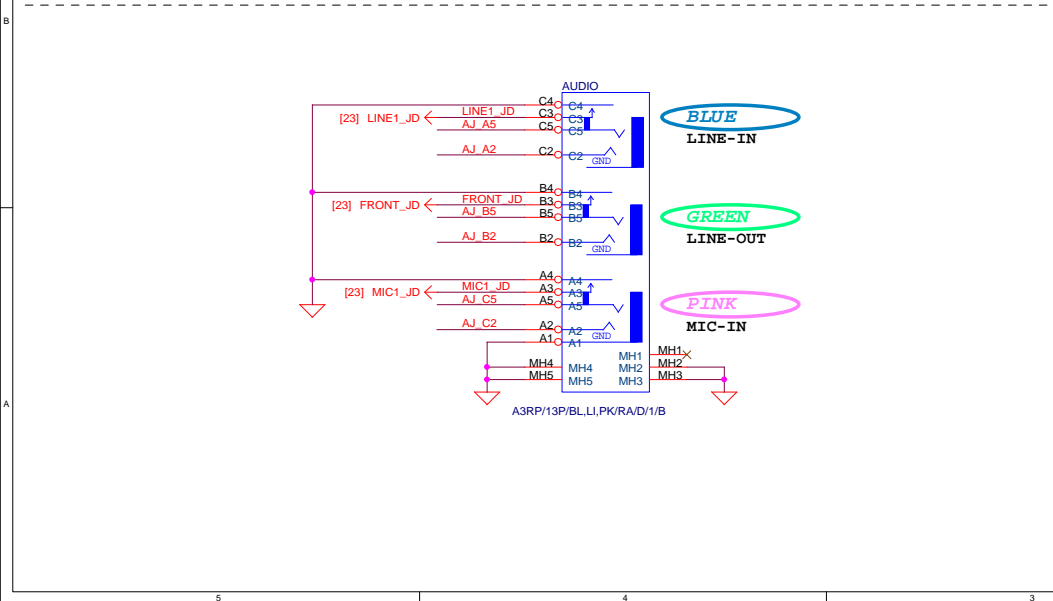 B
AUDIO
C4 C4
[23] LINE1_JD LINE1_JD C3 C3
BLUE
AJ_A5 C5 C5
LINE-IN
AJ_A2 C2 C2
GND
B4 B4
[23] FRONT_JD FRONT_JD B3 B3
AJ_B5 B5 B5
GREEN
LINE-OUT
AJ_B2 B2 B2
GND
A4 A4
[23] MIC1_JD MIC1_JD A3 A3
AJ_C5 A5 A5
PINK
MIC-IN
AJ_C2 A2 A2
GND
A1 A1
MH1 MH1
MH4 MH4 MH2 MH2
MH5 MH5 MH3 MH3
A
A3RP/13P/BL,LI,PK/RA/D/1/B
5 4 3